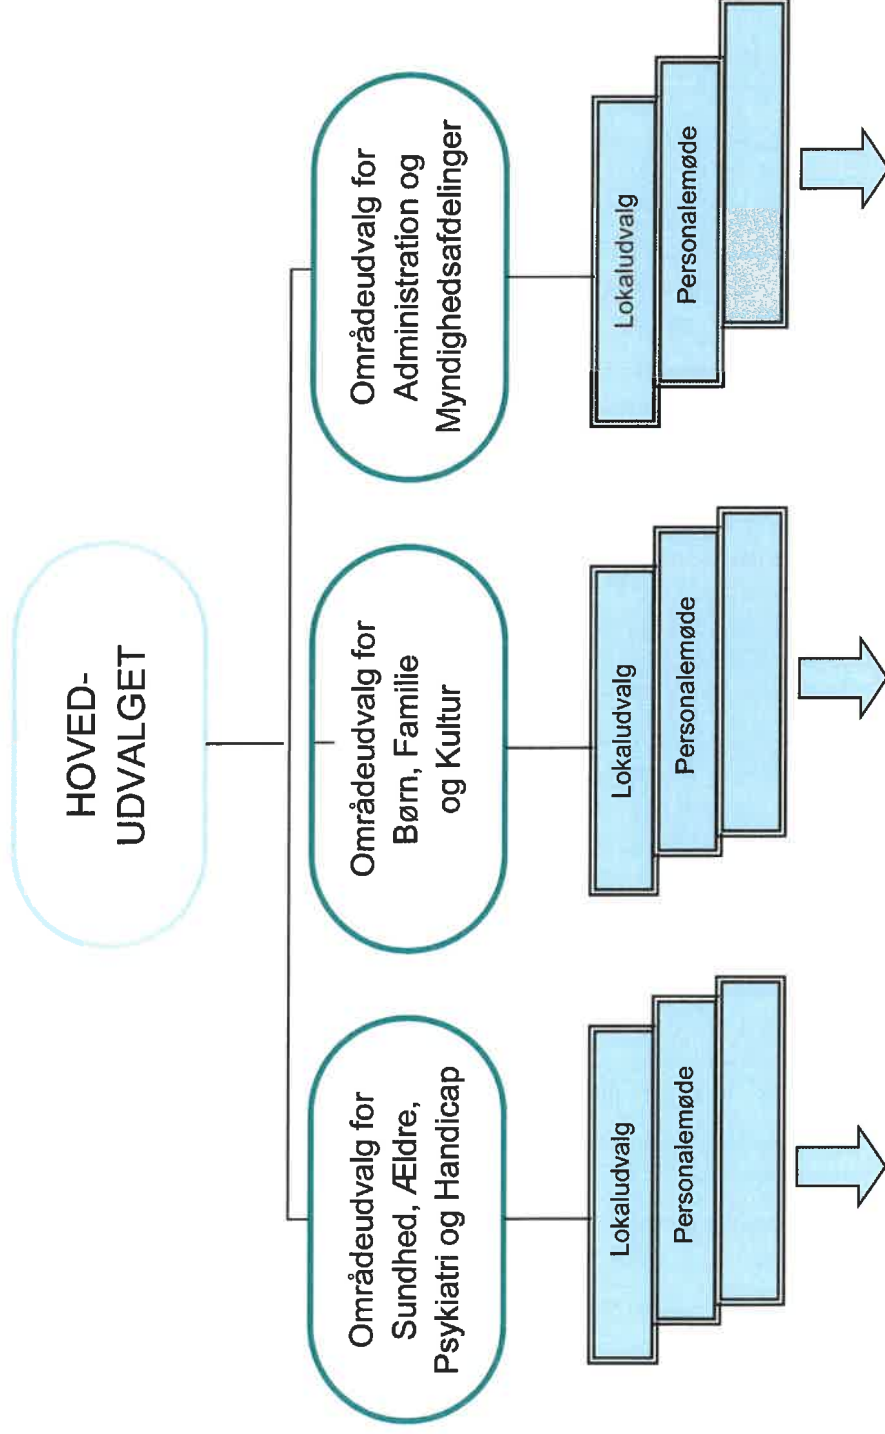 HOVED-
UDVALGET
Områdeudvalg for
Sundhed, Ældre,
Psykiatri og Handicap
Områdeudvalg for
Børn, Familie
og Kultur
Områdeudvalg for
Administration og
Myndighedsafdelinger
Lokaludvalg
Personalemøde
Lokaludvalg
Personalemøde
Lokaludvalg
Personalemøde